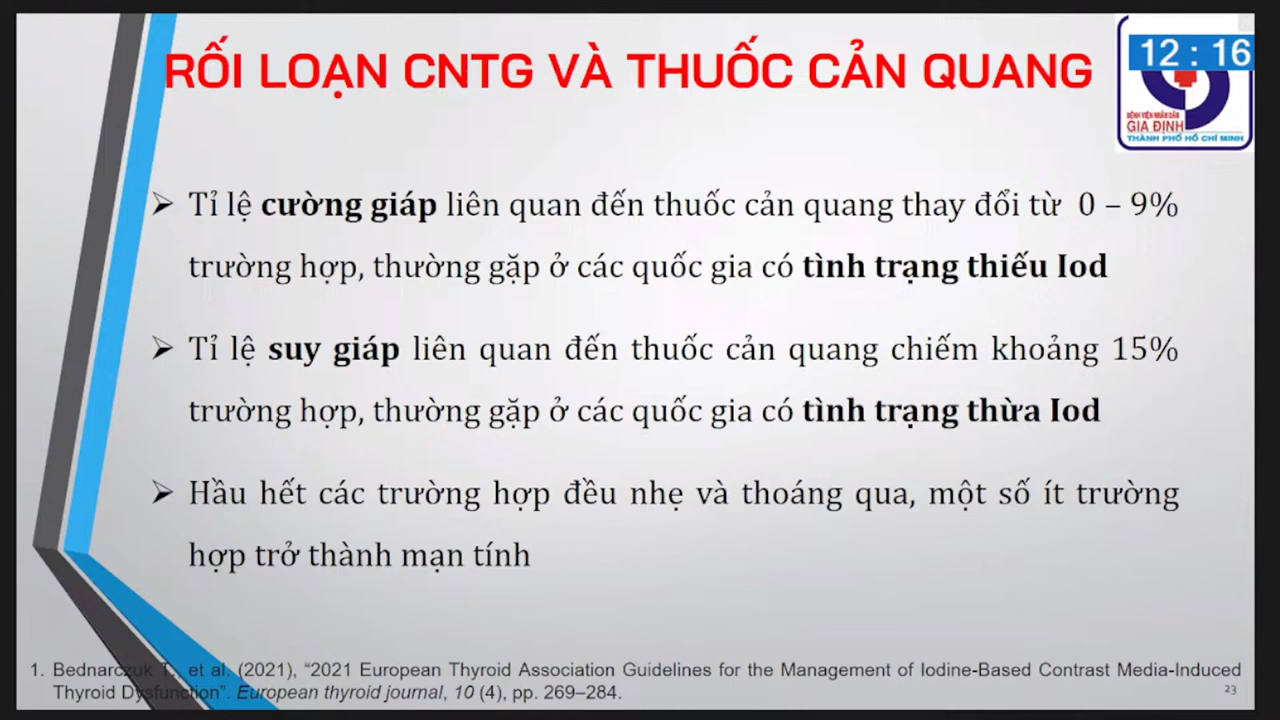 RỐI LOẠN CNTG VÀ THUỐC CẢN QUANG
12 : 16
BỆNH VIỆN NHÂN DÂN
GIA ĐỊNH
THÀNH PHỐ HỒ CHÍ MINH
➢ Tỉ lệ cường giáp liên quan đến thuốc cản quang thay đổi từ 0 – 9%
trường hợp, thường gặp ở các quốc gia có tình trạng thiếu Iod
➢ Tỉ lệ suy giáp liên quan đến thuốc cản quang chiếm khoảng 15%
trường hợp, thường gặp ở các quốc gia có tình trạng thừa Iod
➢ Hầu hết các trường hợp đều nhẹ và thoáng qua, một số ít trường
hợp trở thành mạn tính
1. Bednarczuk T., et al. (2021), “2021 European Thyroid Association Guidelines for the Management of Iodine-Based Contrast Media-Induced
Thyroid Dysfunction”. European thyroid journal, 10 (4), pp. 269–284.
23